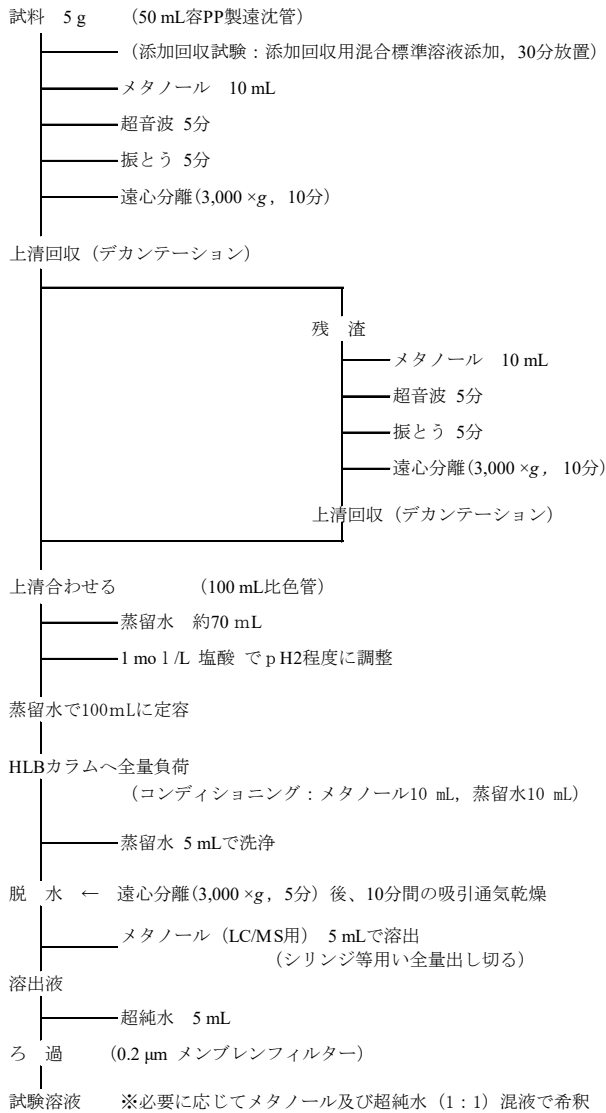 試料 5 g （50 mL容PP製遠沈管）
（添加回収試験：添加回収用混合標準溶液添加，30分放置）
メタノール 10 mL
超音波 5分
振とう 5分
遠心分離(3,000 ×g，10分)
上清回収（デカンテーション）
残 渣
メタノール 10 mL
超音波 5分
振とう 5分
遠心分離(3,000 ×g， 10分)
上清回収（デカンテーション）
上清合わせる （100 mL比色管）
蒸留水 約70 ｍL
1 mo l /L 塩酸 でｐH2程度に調整
蒸留水で100mLに定容
HLBカラムへ全量負荷
（コンディショニング：メタノール10 mL，蒸留水10 mL）
蒸留水 5 mLで洗浄
脱 水 ← 遠心分離(3,000 ×g，5分）後、10分間の吸引通気乾燥
メタノール（LC/MS用） 5 mLで溶出
（シリンジ等用い全量出し切る）
溶出液
超純水 5 mL
ろ 過 （0.2 μm メンブレンフィルター）
試験溶液 ※必要に応じてメタノール及び超純水（1：1）混液で希釈